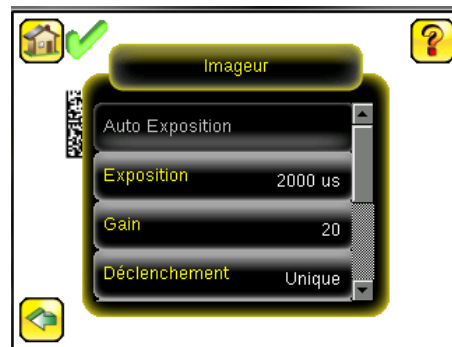 Imageur
Auto Exposition
Exposition 2000 us
Gain 20
Déclenchement Unique